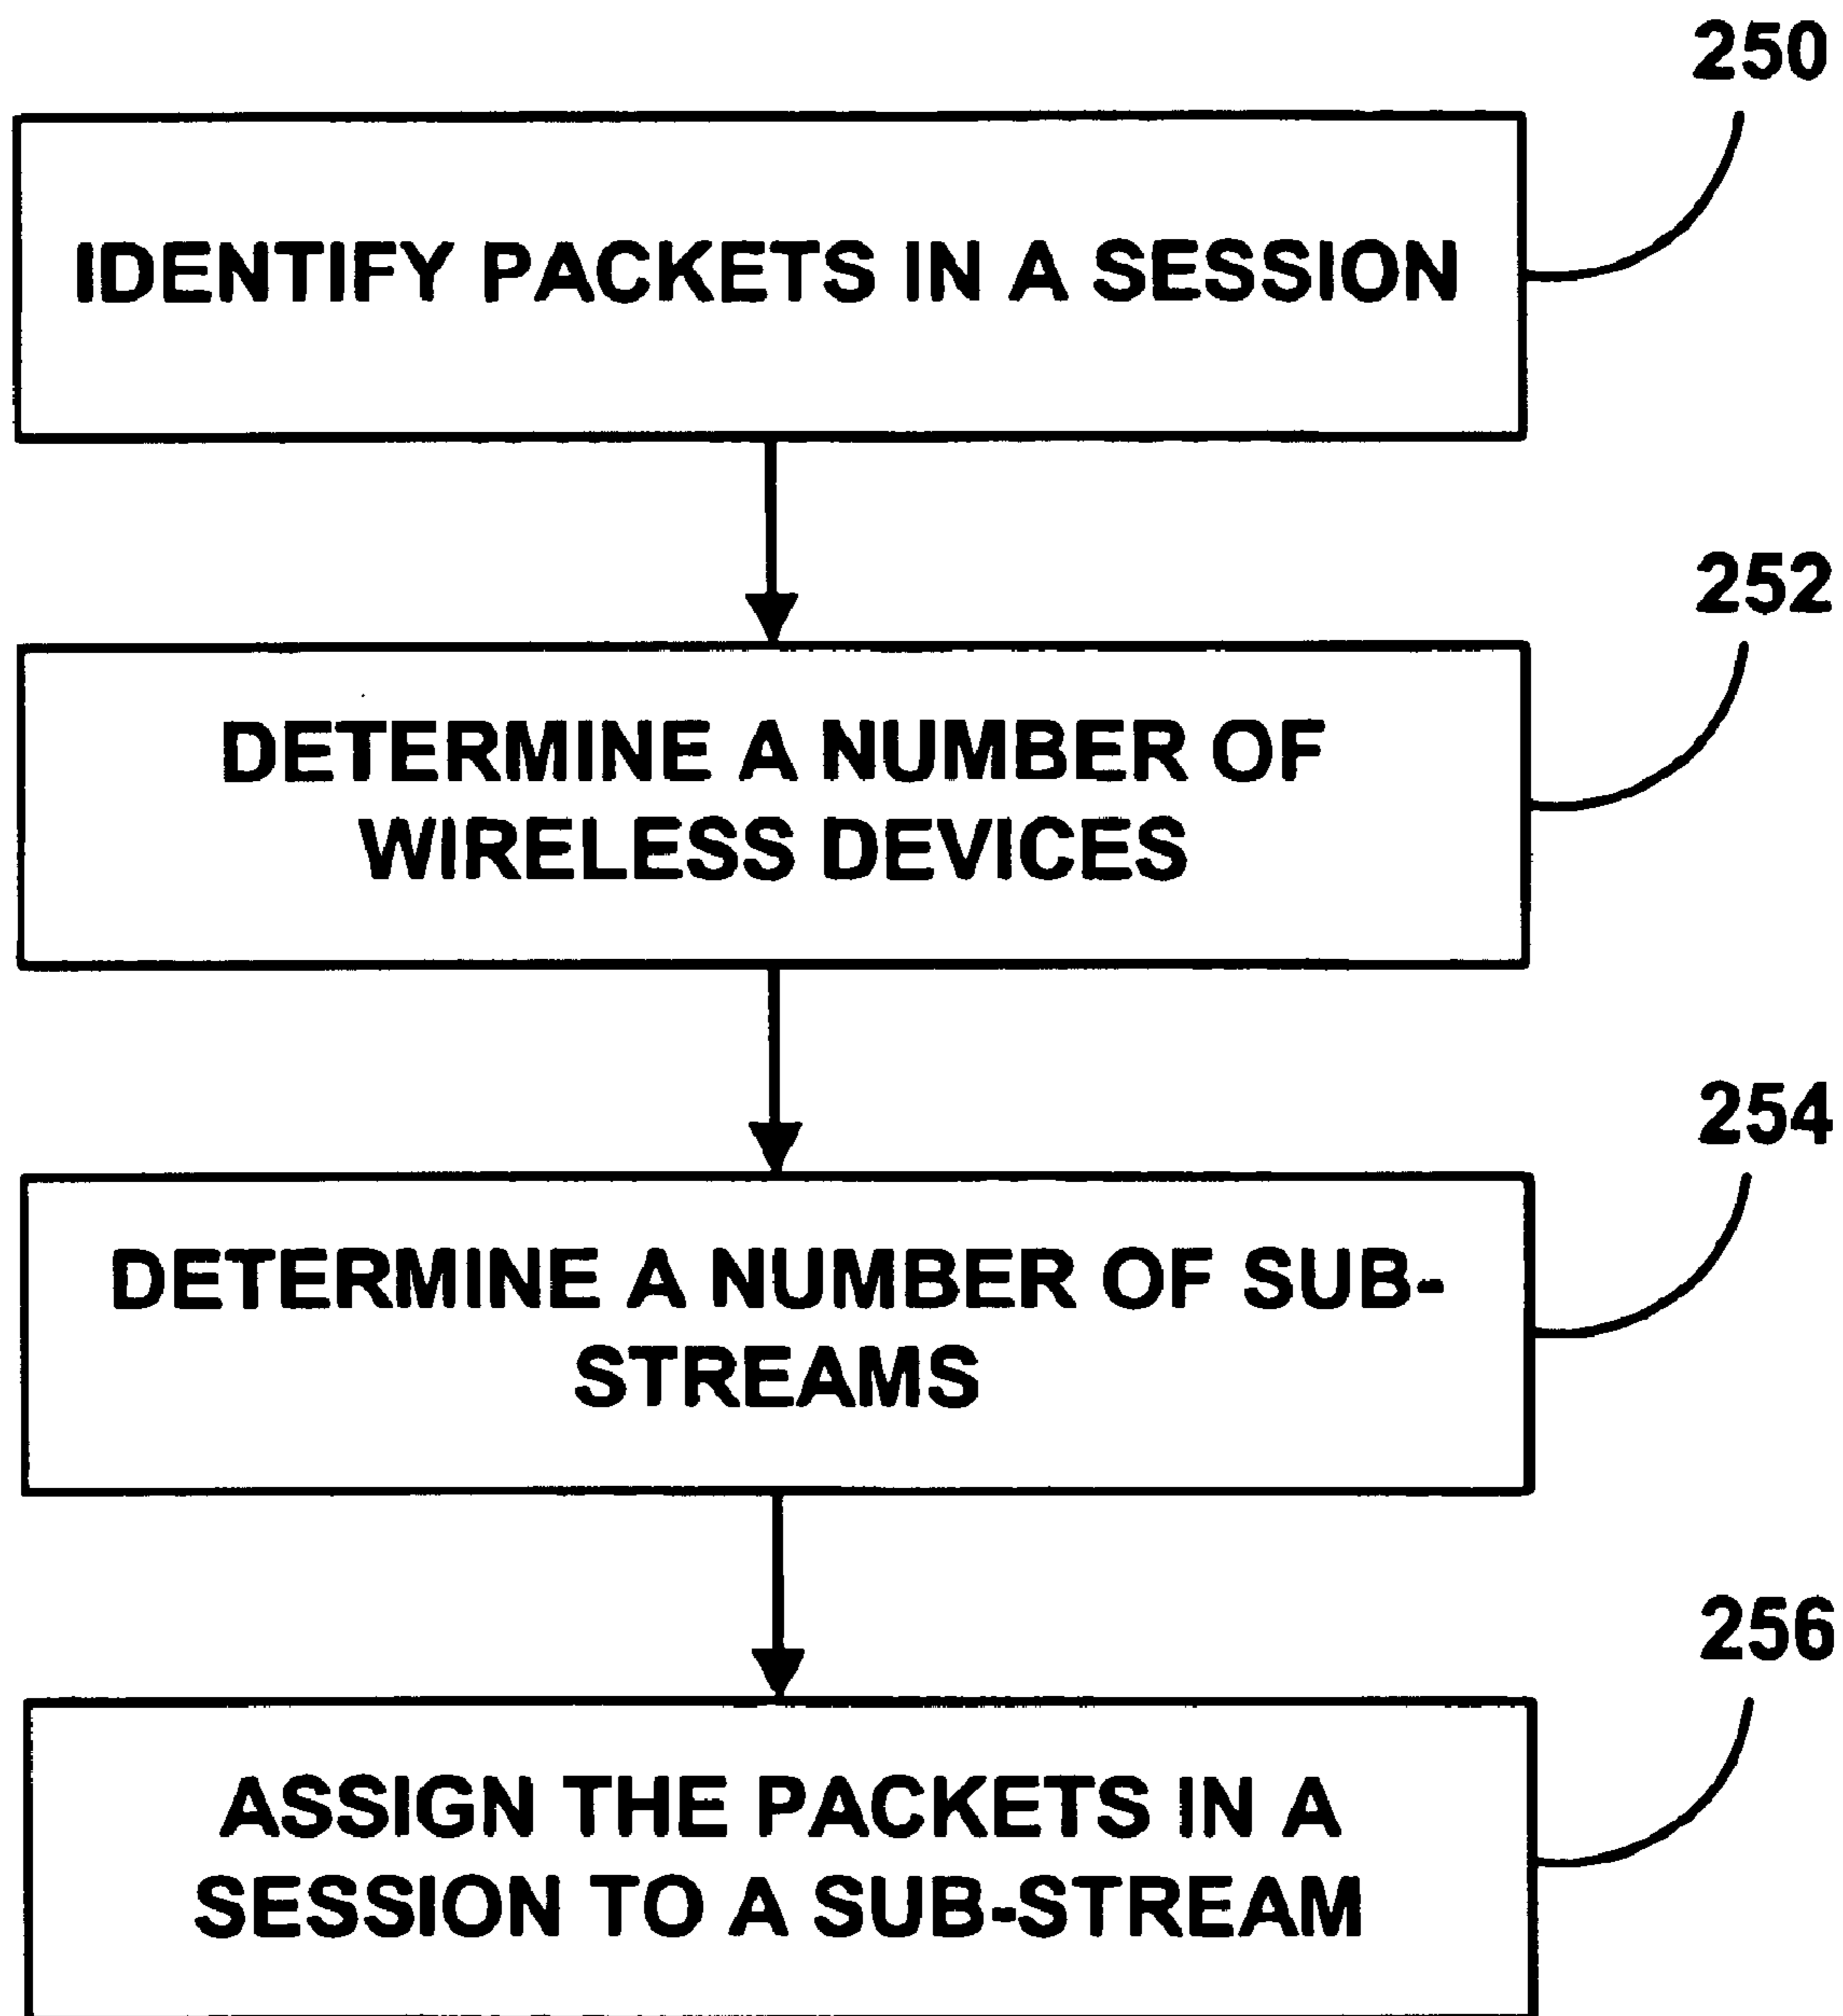 250
IDENTIFY PACKETS IN A SESSION
252
DETERMINE A NUMBER OF
WIRELESS DEVICES
254
DETERMINE A NUMBER OF SUB-
STREAMS
256
ASSIGN THE PACKETS IN A
SESSION TO A SUB-STREAM